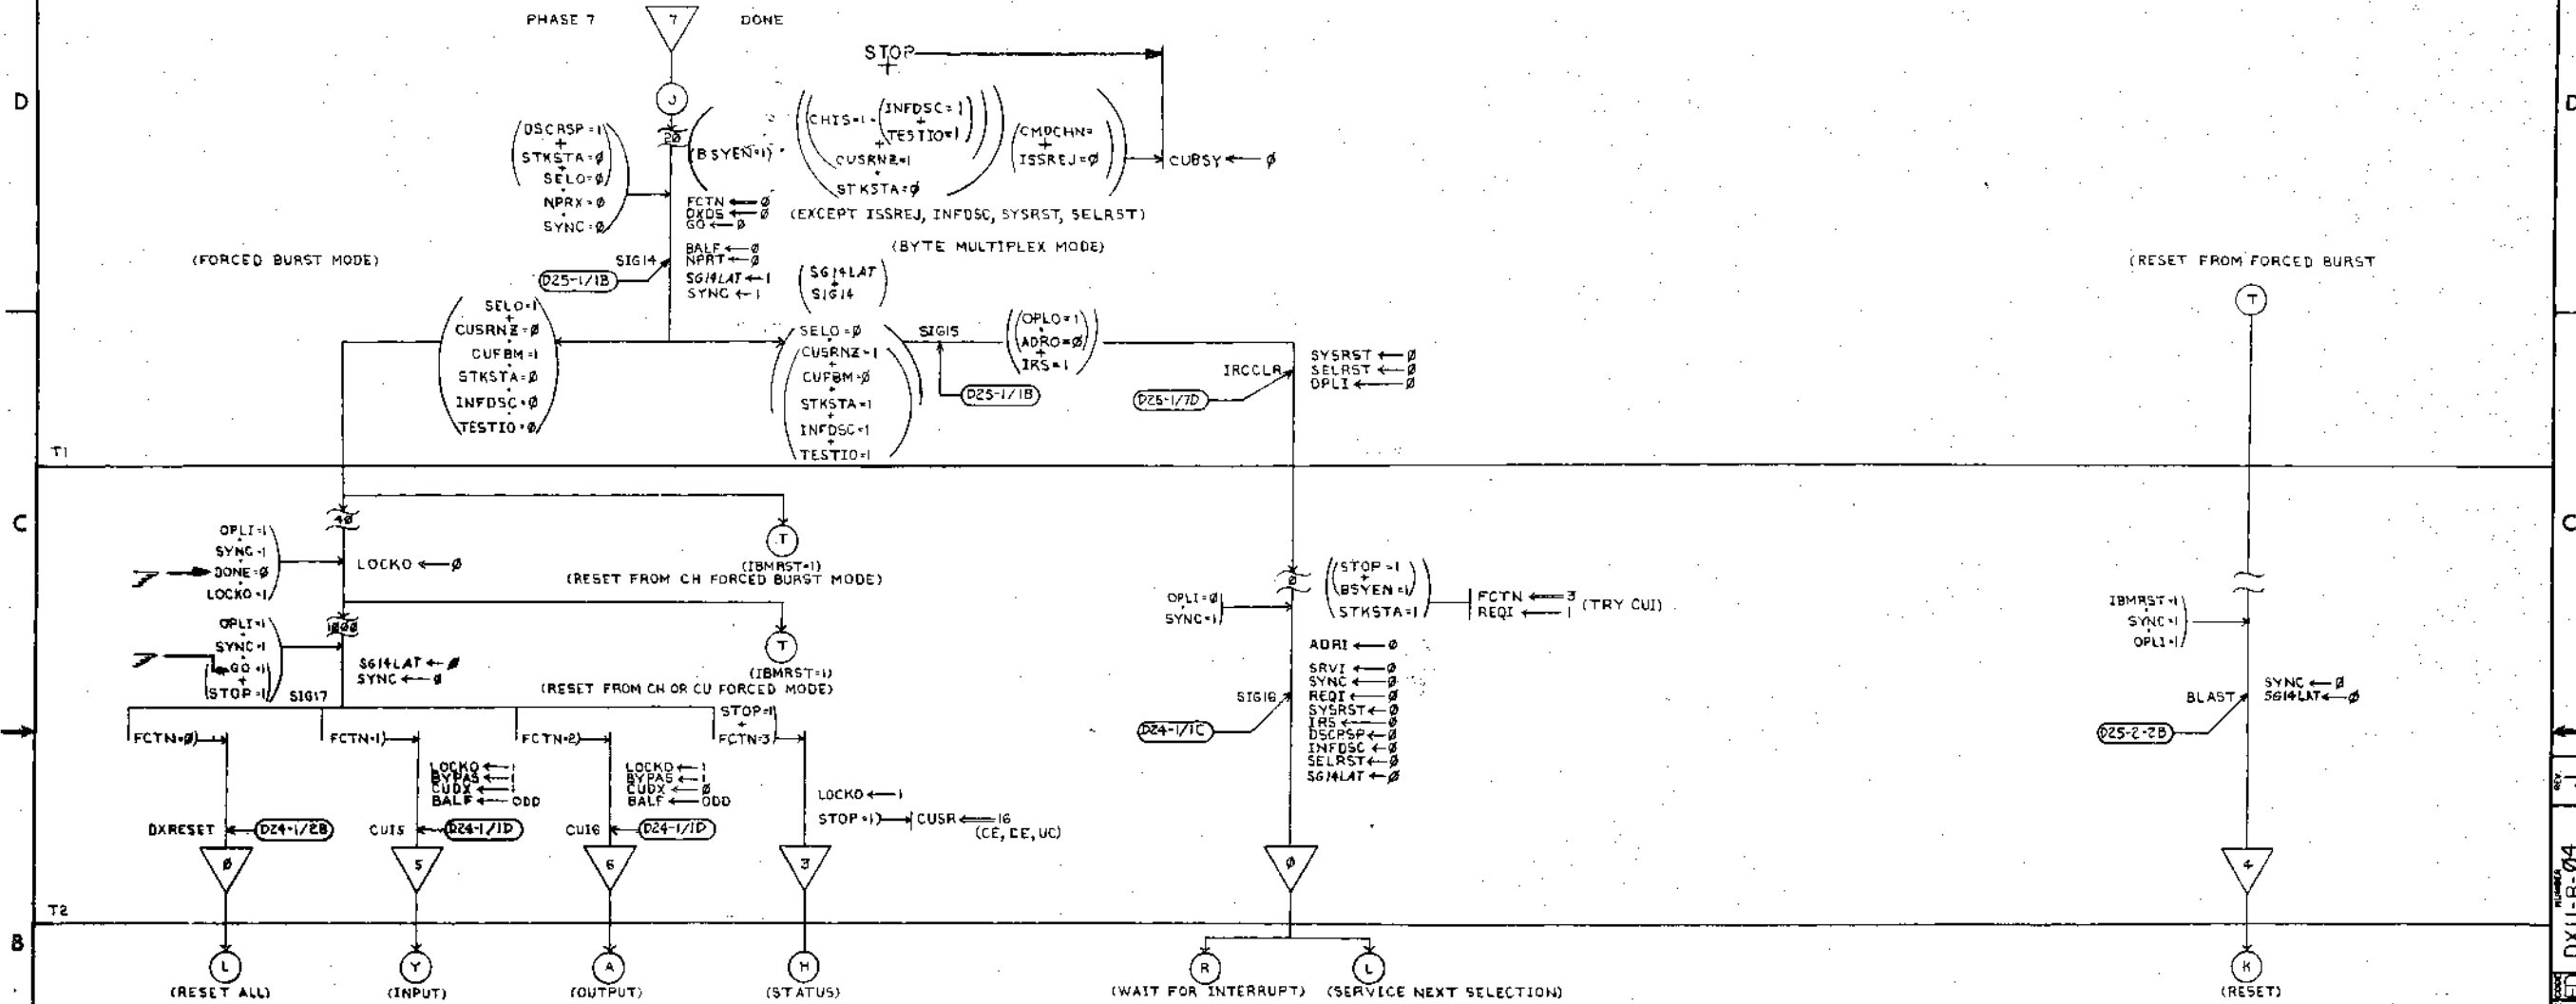 PHASE 7
7
DONE
STOP
+
D
D
J
20
DSCRSP=1
+
STKSTA=Ø
+
SELO=Ø
·
NPRX=Ø
·
SYNC=Ø
(BSYEN=1)
CHIS=1·
INFDSC=1
+
TESTIO=1
+
CUSRNZ=1
·
STKSTA=Ø
CMDCHN=
+
ISSREJ=Ø
CUBSY ← Ø
FCTN ← Ø
DXDS ← Ø
GO ← Ø
(EXCEPT ISSREJ, INFDSC, SYSRST, SELRST)
(BYTE MULTIPLEX MODE)
(FORCED BURST MODE)
SIG14
D25-1/1B
BALF ← Ø
NPRT ← Ø
SG14LAT ← 1
SYNC ← 1
SG14LAT
+
SIG14
(RESET FROM FORCED BURST
T
SELO=1
+
CUSRNZ=Ø
·
CUFBM=1
·
STKSTA=Ø
·
INFDSC=Ø
·
TESTIO=Ø
SELO=Ø
·
CUSRNZ=1
+
CUFBM=Ø
+
STKSTA=1
+
INFDSC=1
+
TESTIO=1
SIG15
D25-1/1B
OPLO=1
·
ADRO=Ø
+
IRS=1
IRCCLR
D25-1/7D
SYSRST ← Ø
SELRST ← Ø
OPLI ← Ø
T1
C
C
40
OPLI=1
·
SYNC=1
·
DONE=Ø
·
LOCKO=1
LOCKO ← Ø
T
(IBMRST=1)
(RESET FROM CH FORCED BURST MODE)
1000
OPLI=1
·
SYNC=1
·
GO=1
+
STOP=1
SIG17
SG14LAT ← Ø
SYNC ← Ø
T
(IBMRST=1)
(RESET FROM CH OR CU FORCED MODE)
Ø
OPLI=Ø
·
SYNC=1
STOP=1
+
BSYEN=1
·
STKSTA=1
FCTN ← 3
REQI ← 1
(TRY CUI)
ADRI ← Ø
SRVI ← Ø
SYNC ← Ø
REQI ← Ø
SYSRST ← Ø
IRS ← Ø
DSCRSP ← Ø
INFDSC ← Ø
SELRST ← Ø
SG14LAT ← Ø
SIG16
D24-1/1C
IBMRST=1
·
SYNC=1
·
OPLI=1
BLAST
SYNC ← Ø
SG14LAT ← Ø
D25-2-2B
FCTN=Ø)
FCTN=1)
FCTN=2)
STOP=1
+
FCTN=3
LOCKO ← 1
BYPAS ← 1
CUDX ← 1
BALF ← ODD
LOCKO ← 1
BYPAS ← 1
CUDX ← Ø
BALF ← ODD
LOCKO ← 1
STOP=1) → CUSR ← 16
(CE, DE, UC)
DXRESET
D24-1/2B
CUI5
D24-1/1D
CUI6
D24-1/1D
Ø
5
6
3
Ø
4
T2
B
L
Y
A
H
R
L
K
(RESET ALL)
(INPUT)
(OUTPUT)
(STATUS)
(WAIT FOR INTERRUPT)
(SERVICE NEXT SELECTION)
(RESET)
REV.
J
NUMBER
DX11-B-Ø4